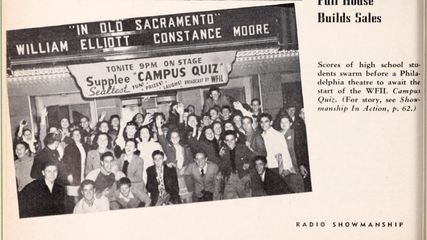 "IN OLD SACRAMENTO"
WILLIAM ELLIOTT CONSTANCE MOORE
TONITE 9PM ON STAGE
Supplee "CAMPUS QUIZ"
Sealtest FUN! PRIZES! LAUGHS! BROADCAST BY WFIL
Full House
Builds Sales
Scores of high school stu-
dents swarm before a Phila-
delphia theatre to await the
start of the WFIL Campus
Quiz. (For story, see Show-
manship In Action, p. 62.)
RADIO SHOWMANSHIP